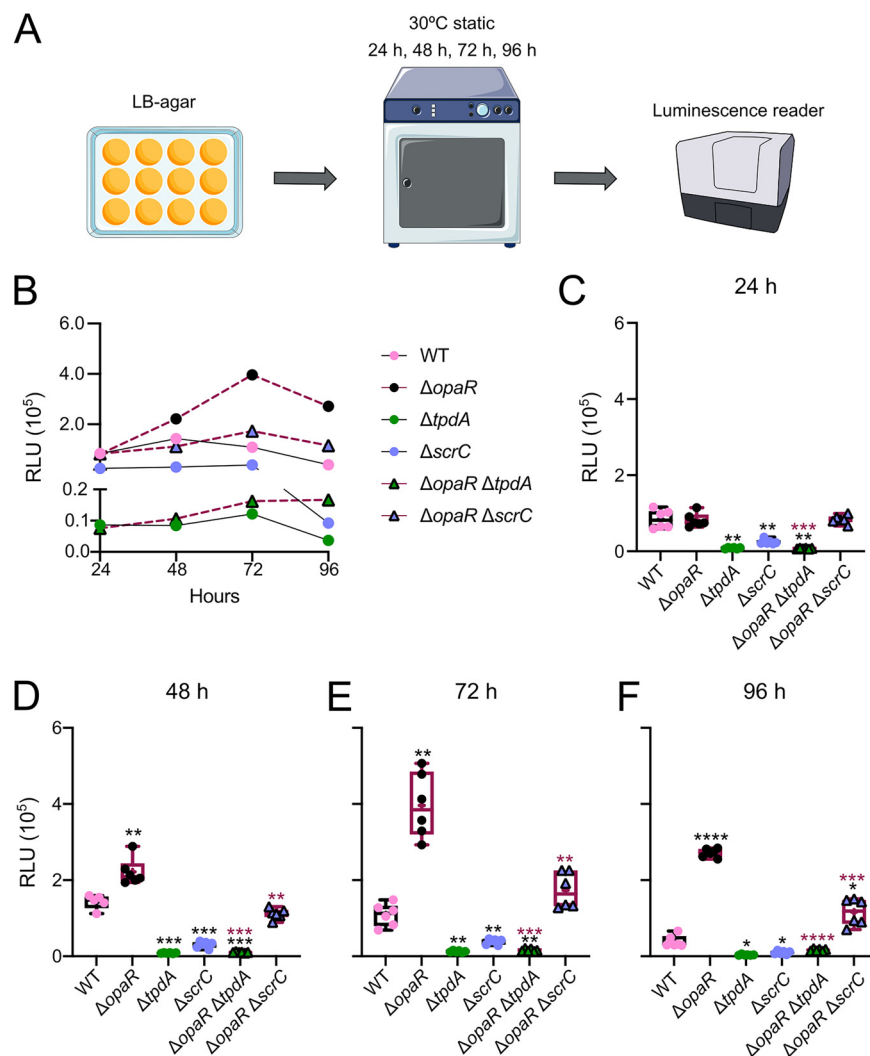 A
30ºC static
24 h, 48 h, 72 h, 96 h
LB-agar
Luminescence reader
B
6.0
4.0
2.0
0.2
0.1
0.0
RLU (10⁵)
24
48
72
96
Hours
WT
ΔopaR
ΔtpdA
ΔscrC
ΔopaR ΔtpdA
ΔopaR ΔscrC
C
24 h
6
4
2
0
RLU (10⁵)
**
**
***
**
WT
ΔopaR
ΔtpdA
ΔscrC
ΔopaR ΔtpdA
ΔopaR ΔscrC
D
48 h
6
4
2
0
RLU (10⁵)
**
***
***
***
***
**
WT
ΔopaR
ΔtpdA
ΔscrC
ΔopaR ΔtpdA
ΔopaR ΔscrC
E
72 h
**
**
**
***
**
**
WT
ΔopaR
ΔtpdA
ΔscrC
ΔopaR ΔtpdA
ΔopaR ΔscrC
F
96 h
****
*
*
****
***
*
WT
ΔopaR
ΔtpdA
ΔscrC
ΔopaR ΔtpdA
ΔopaR ΔscrC